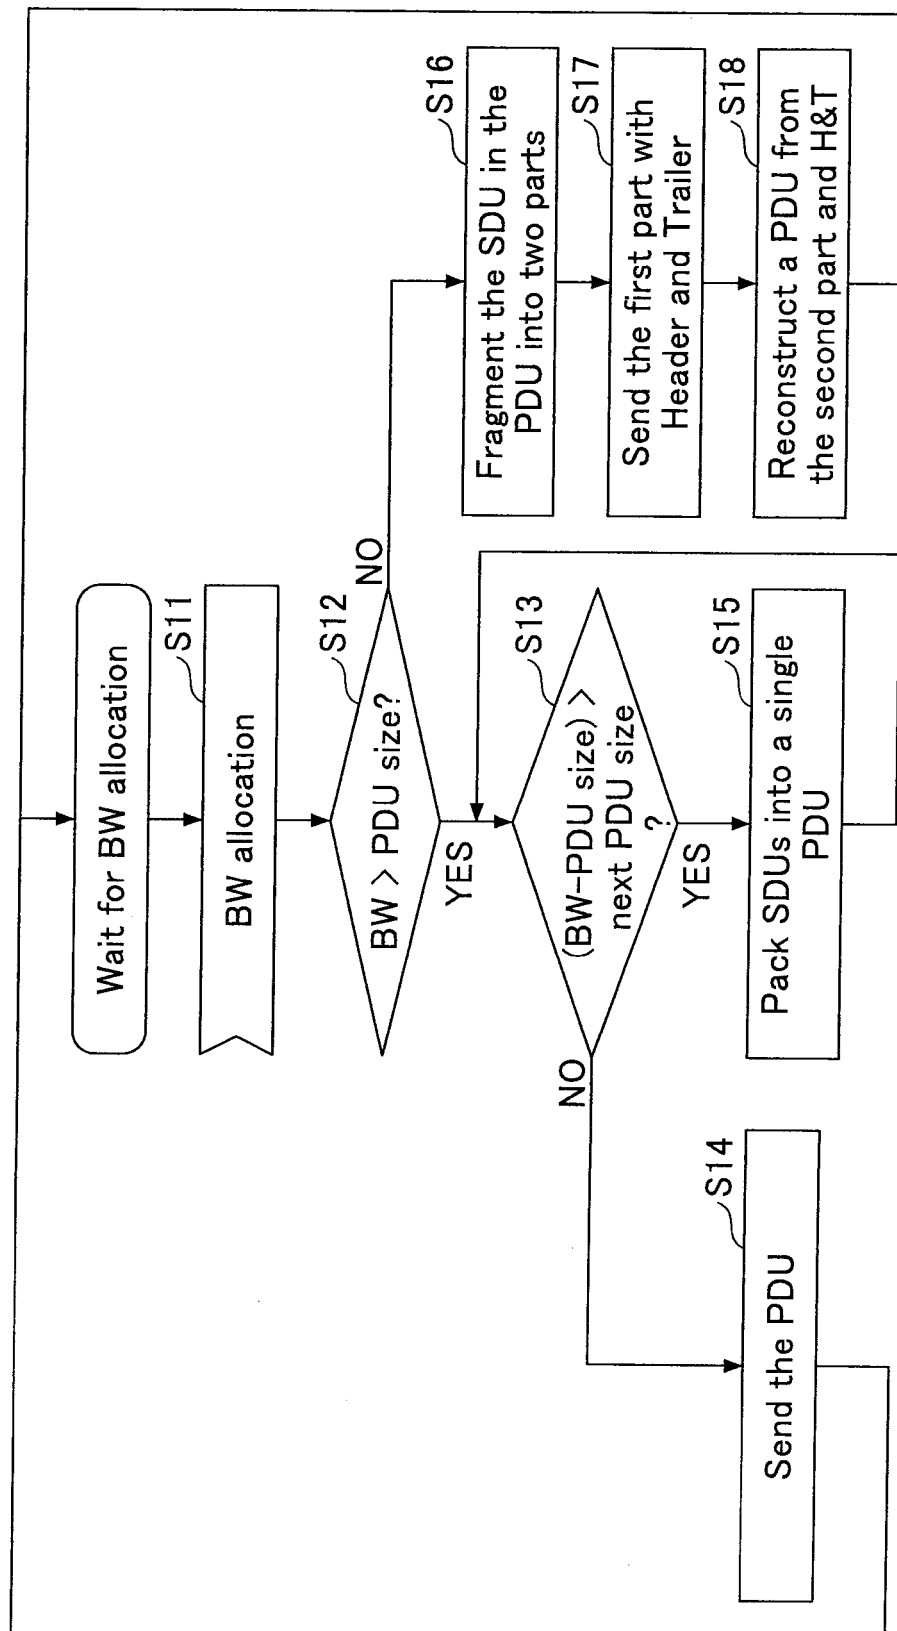 Wait for BW allocation
S11
BW allocation
S12
BW > PDU size?
NO
YES
S13
(BW-PDU size) >
next PDU size
?
NO
YES
S14
Send the PDU
S15
Pack SDUs into a single
PDU
S16
Fragment the SDU in the
PDU into two parts
S17
Send the first part with
Header and Trailer
S18
Reconstruct a PDU from
the second part and H&T